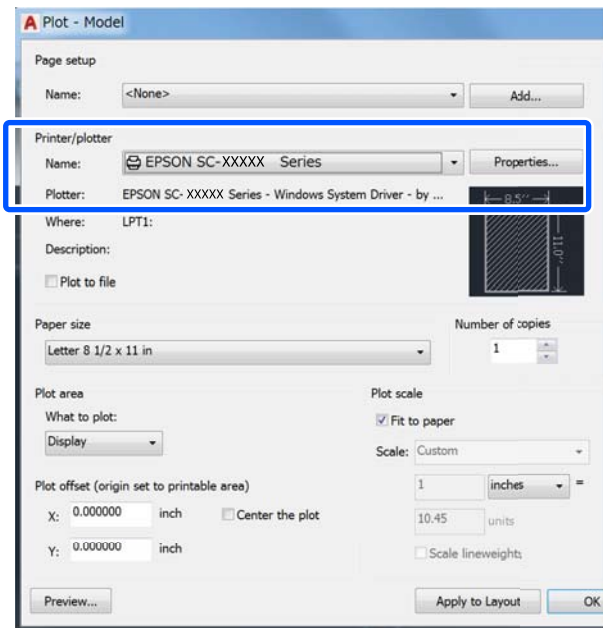 A Plot - Model
Page setup
Name: <None> Add...
Printer/plotter
Name: EPSON SC-XXXXX Series Properties...
Plotter: EPSON SC- XXXXX Series - Windows System Driver - by ...
Where: LPT1:
8.5''
11.0''
Description:
Plot to file
Paper size
Number of copies
Letter 8 1/2 x 11 in
1
Plot area
What to plot:
Display
Plot scale
Fit to paper
Scale: Custom
1 inches =
10.45 units
Scale lineweights
Plot offset (origin set to printable area)
X: 0.000000 inch Center the plot
Y: 0.000000 inch
Preview... Apply to Layout OK